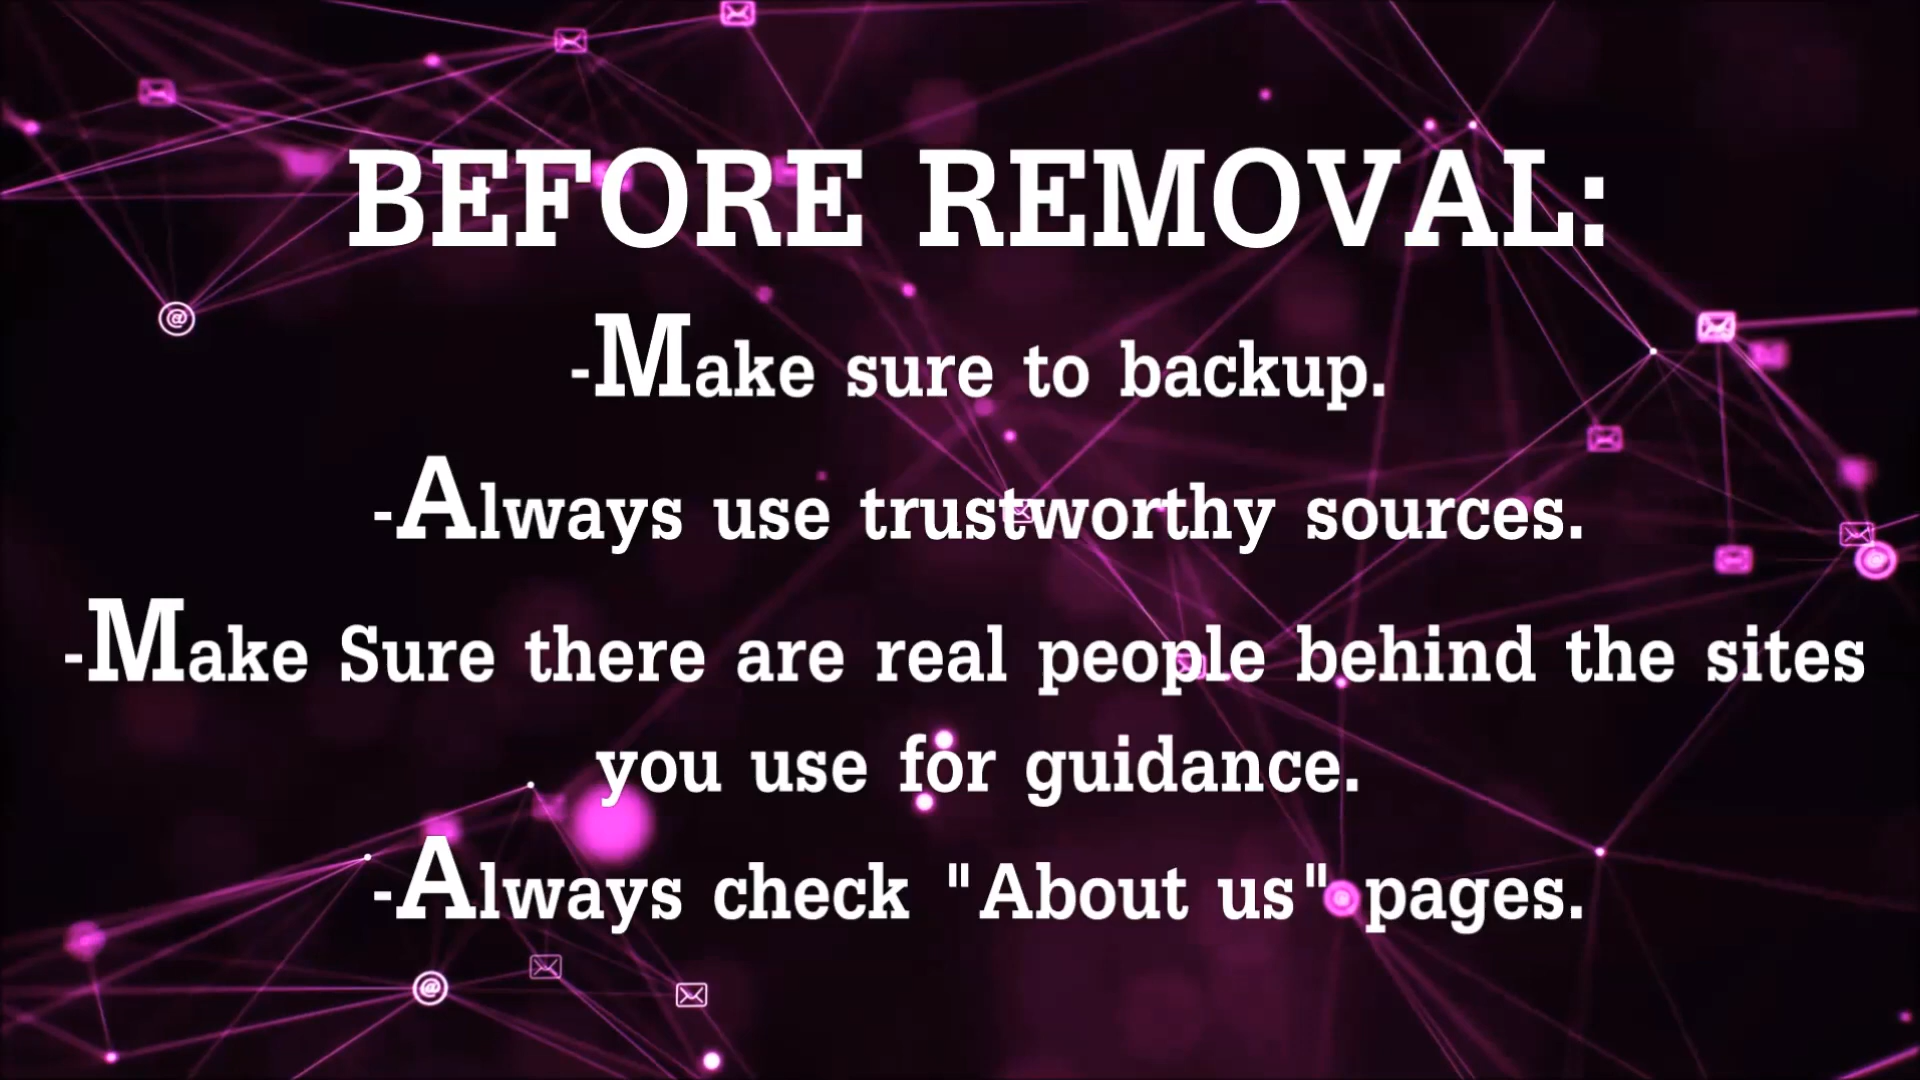 BEFORE REMOVAL:
-Make sure to backup.
-Always use trustworthy sources.
-Make Sure there are real people behind the sites
you use for guidance.
-Always check "About us" pages.